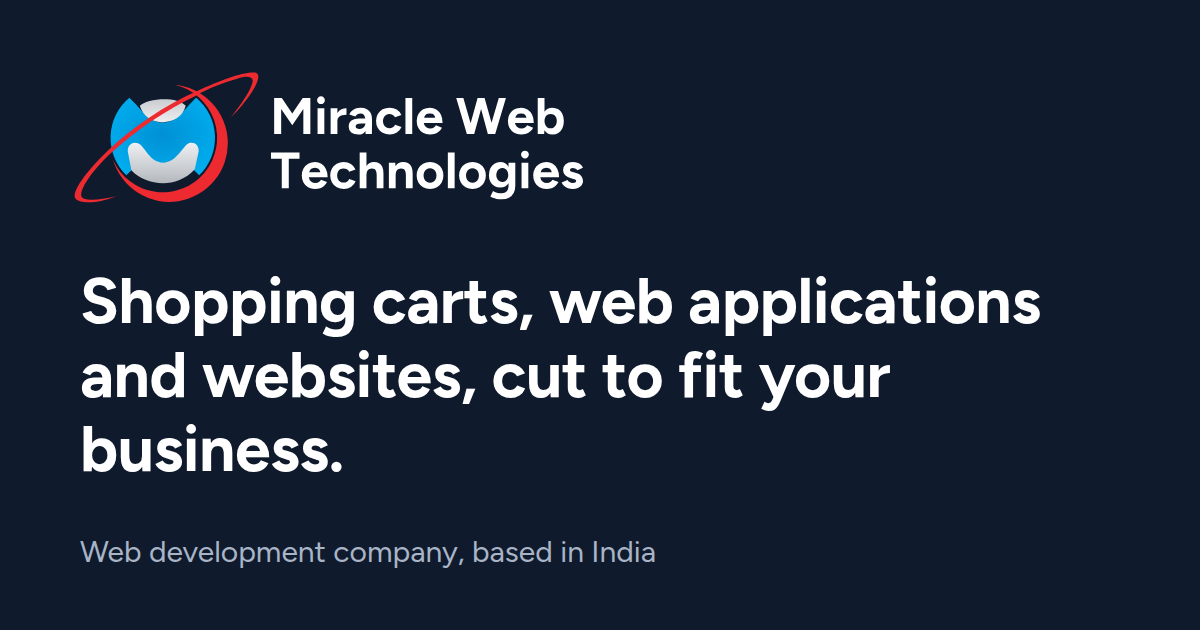 Miracle Web
Technologies
Shopping carts, web applications
and websites, cut to fit your
business.
Web development company, based in India